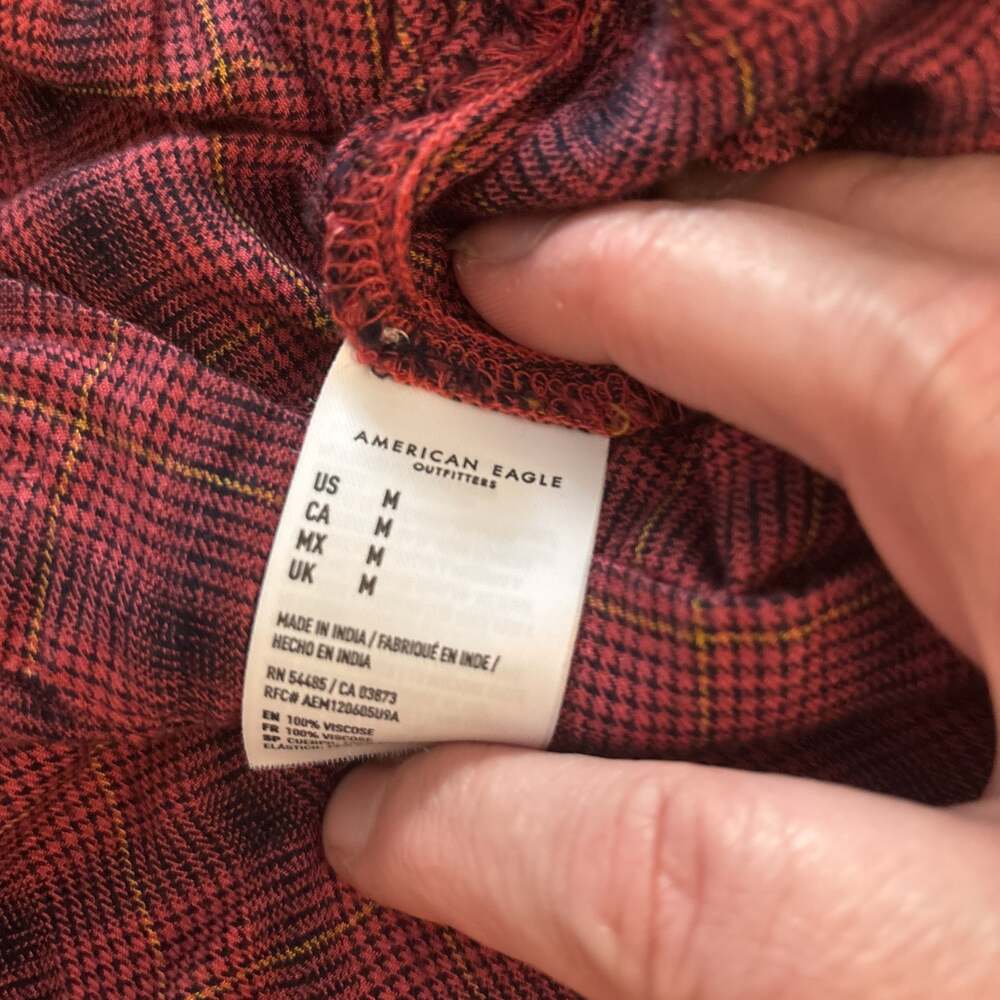 AMERICAN EAGLE
OUTFITTERS
US M
CA M
MX M
UK M
MADE IN INDIA / FABRIQUÉ EN INDE /
HECHO EN INDIA
RN 54485 / CA 03873
RFC# AEM120605U9A
EN 100% VISCOSE
FR 100% VISCOSE
SP